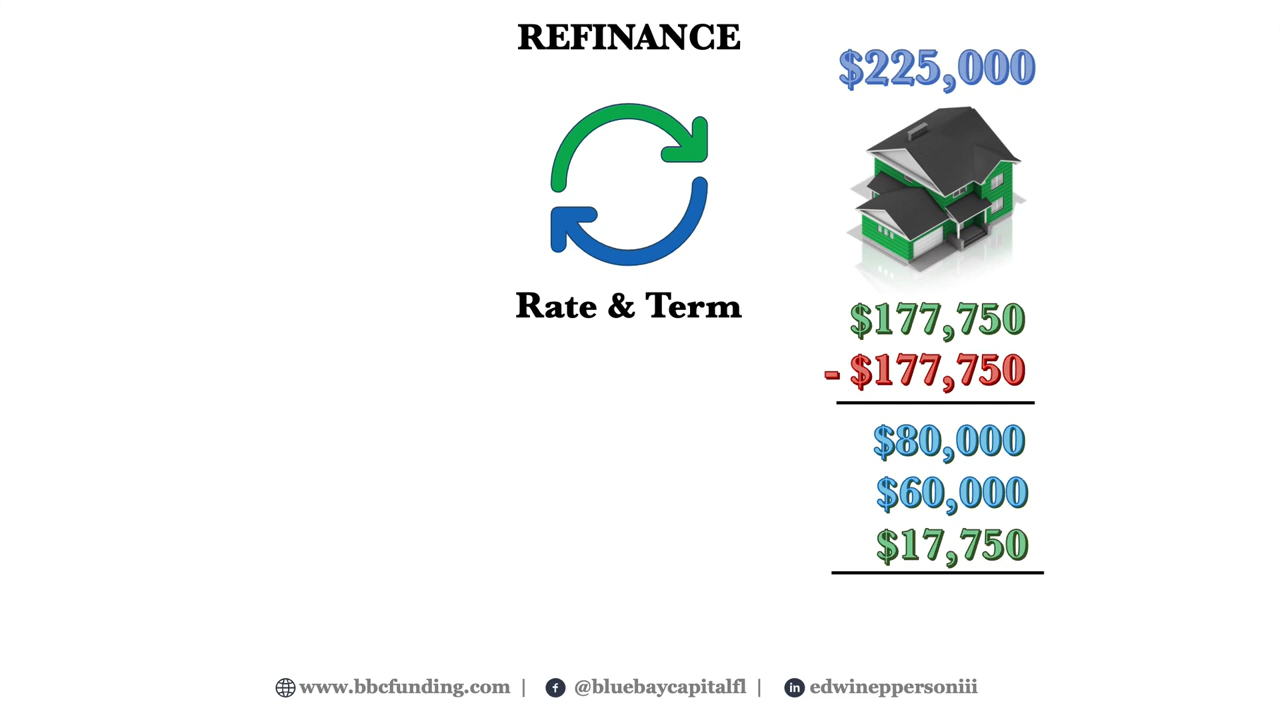 REFINANCE
$225,000
Rate & Term
$177,750
- $177,750
$80,000
$60,000
$17,750
www.bbcfunding.com | @bluebaycapitalfl | edwineppersoniii